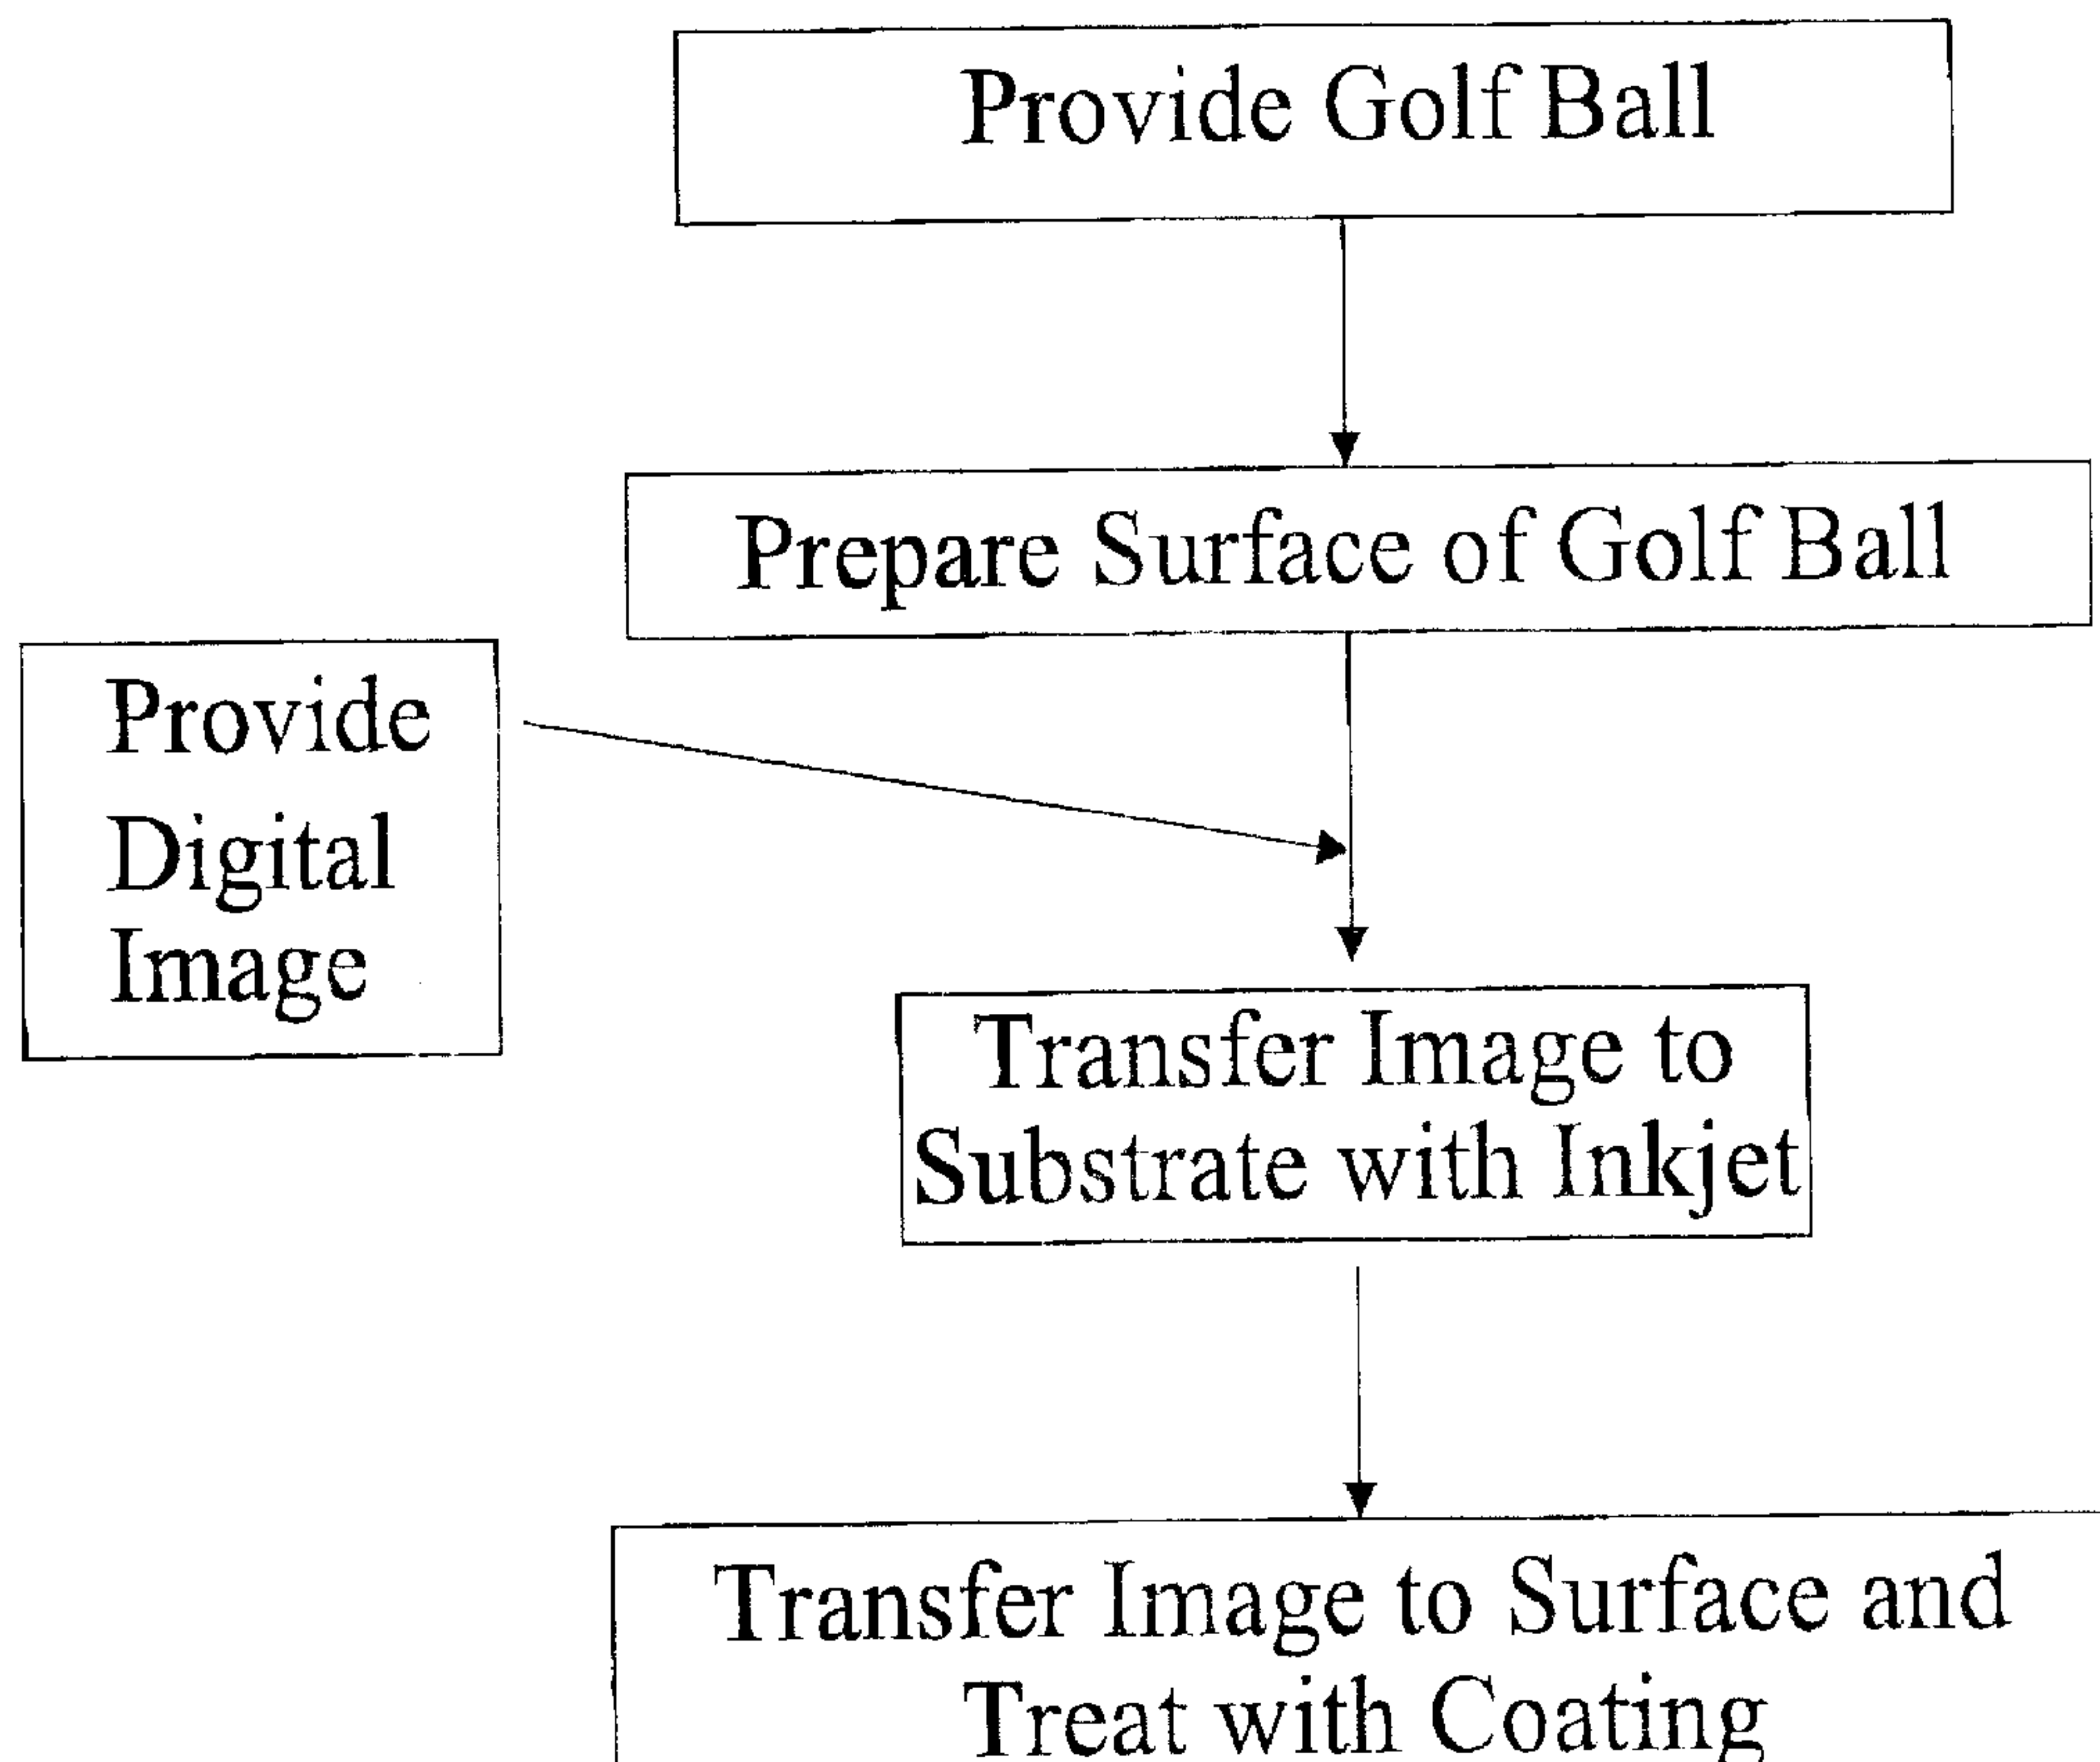 Provide Golf Ball
Prepare Surface of Golf Ball
Provide
Digital
Image
Transfer Image to
Substrate with Inkjet
Transfer Image to Surface and
Treat with Coating